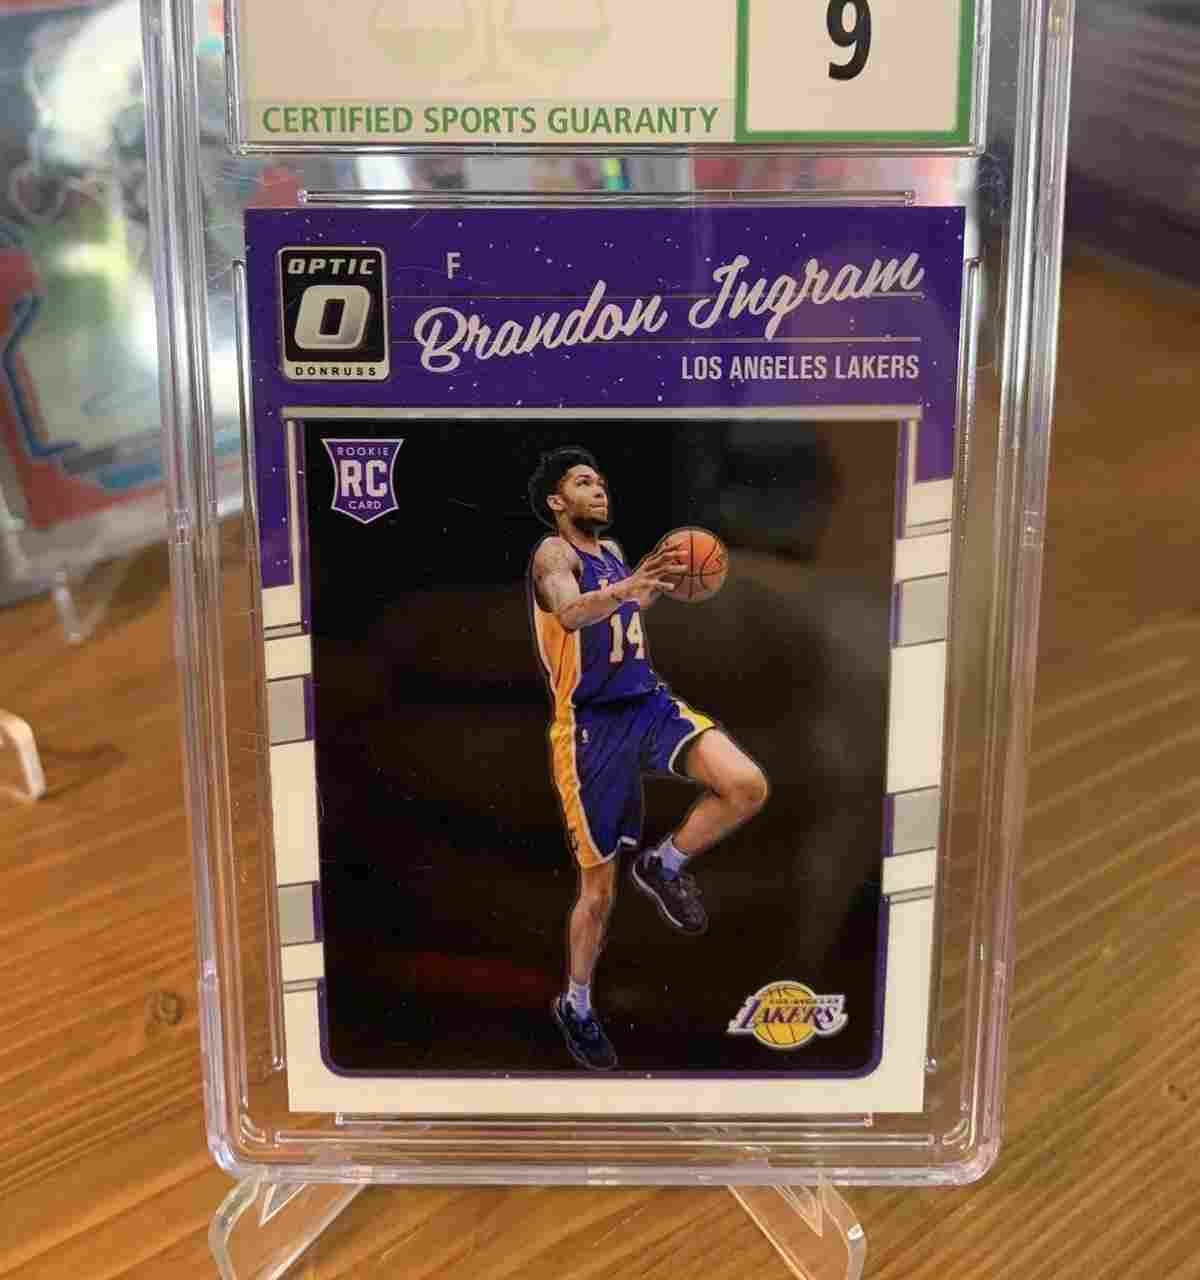 9
CERTIFIED SPORTS GUARANTY
OPTIC
O
DONRUSS
F
Brandon Ingram
LOS ANGELES LAKERS
ROOKIE
RC
CARD
14
LOS ANGELES
LAKERS